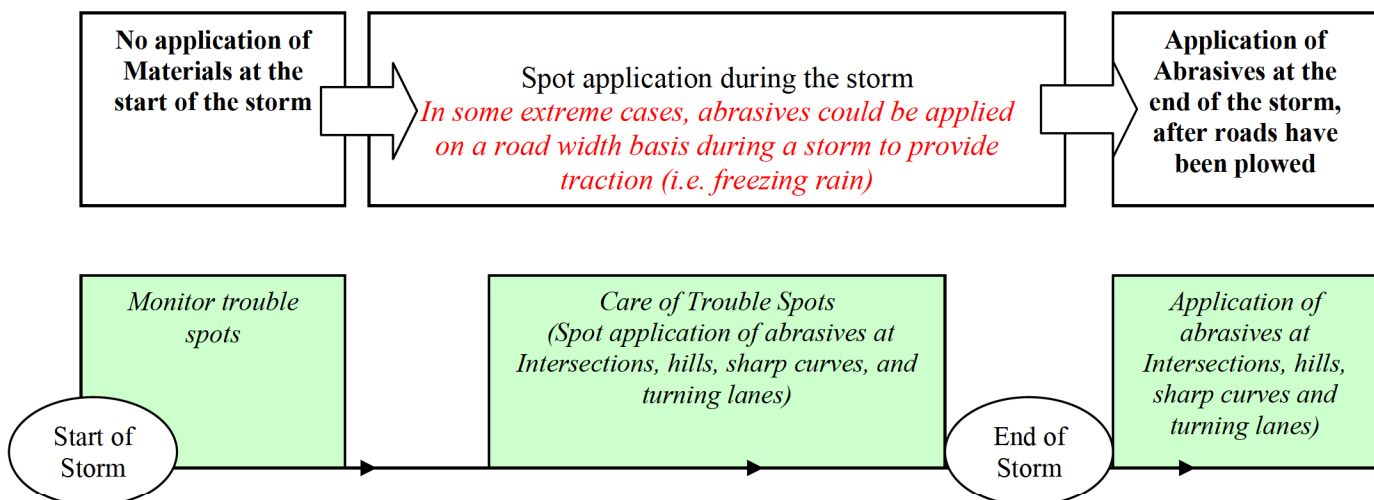 No application of
Materials at the
start of the storm
Spot application during the storm
In some extreme cases, abrasives could be applied
on a road width basis during a storm to provide
traction (i.e. freezing rain)
Application of
Abrasives at the
end of the storm,
after roads have
been plowed
Monitor trouble
spots
Care of Trouble Spots
(Spot application of abrasives at
Intersections, hills, sharp curves, and
turning lanes)
Application of
abrasives at
Intersections, hills,
sharp curves and
turning lanes)
Start of
Storm
End of
Storm